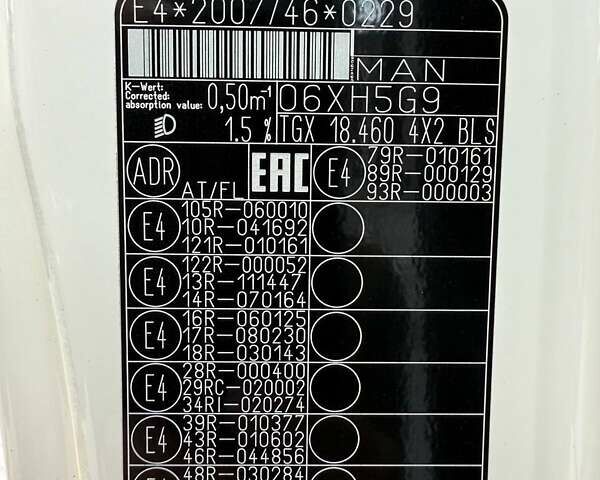 E4*2007/46*0229
MAN
K-Wert:
Corrected:
absorption value: 0,50m⁻¹
06XH5G9
1.5 % TGX 18.460 4X2 BLS
ADR AT/FL EAC E4 79R-010161
89R-000129
93R-000003
E4 105R-060010
10R-041692
121R-010161
E4 122R-000052
13R-111447
14R-070164
E4 16R-060125
17R-080230
18R-030143
E4 28R-000400
29RC-020002
34RI-020274
E4 39R-010377
43R-010602
46R-044856
48R-030284